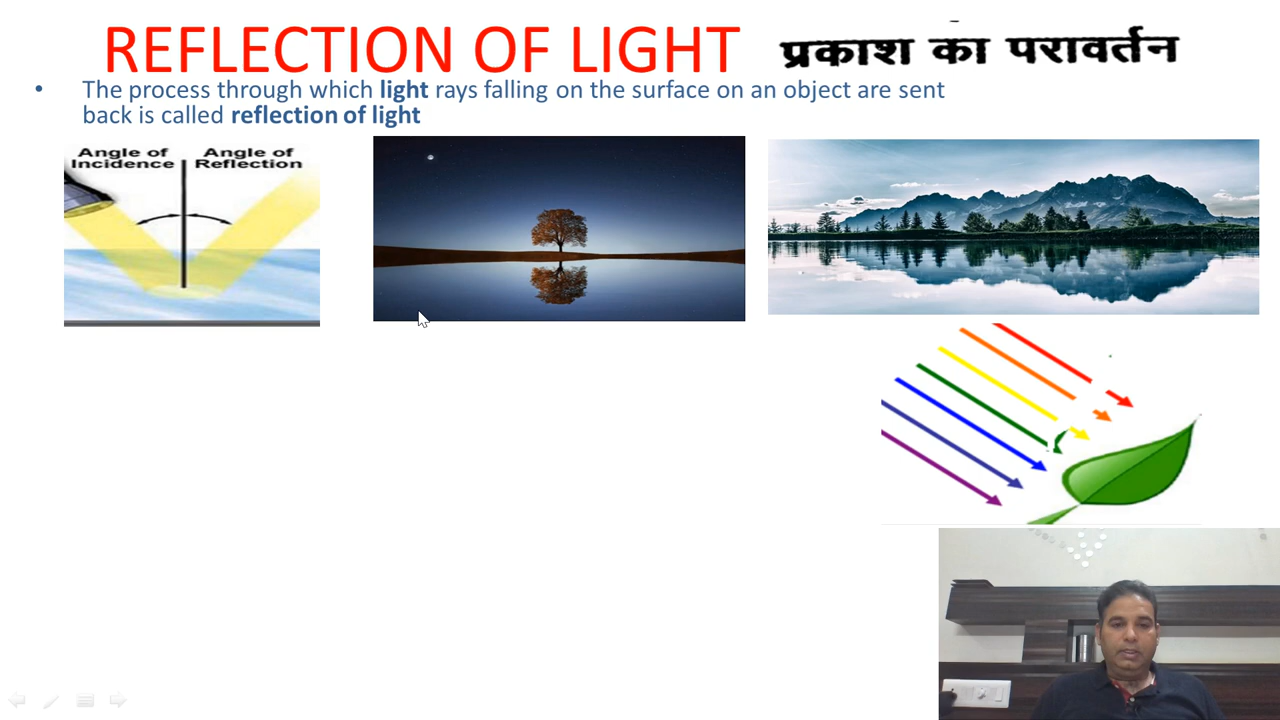 REFLECTION OF LIGHT प्रकाश का परावर्तन
• The process through which light rays falling on the surface on an object are sent
back is called reflection of light
Angle of Incidence
Angle of Reflection